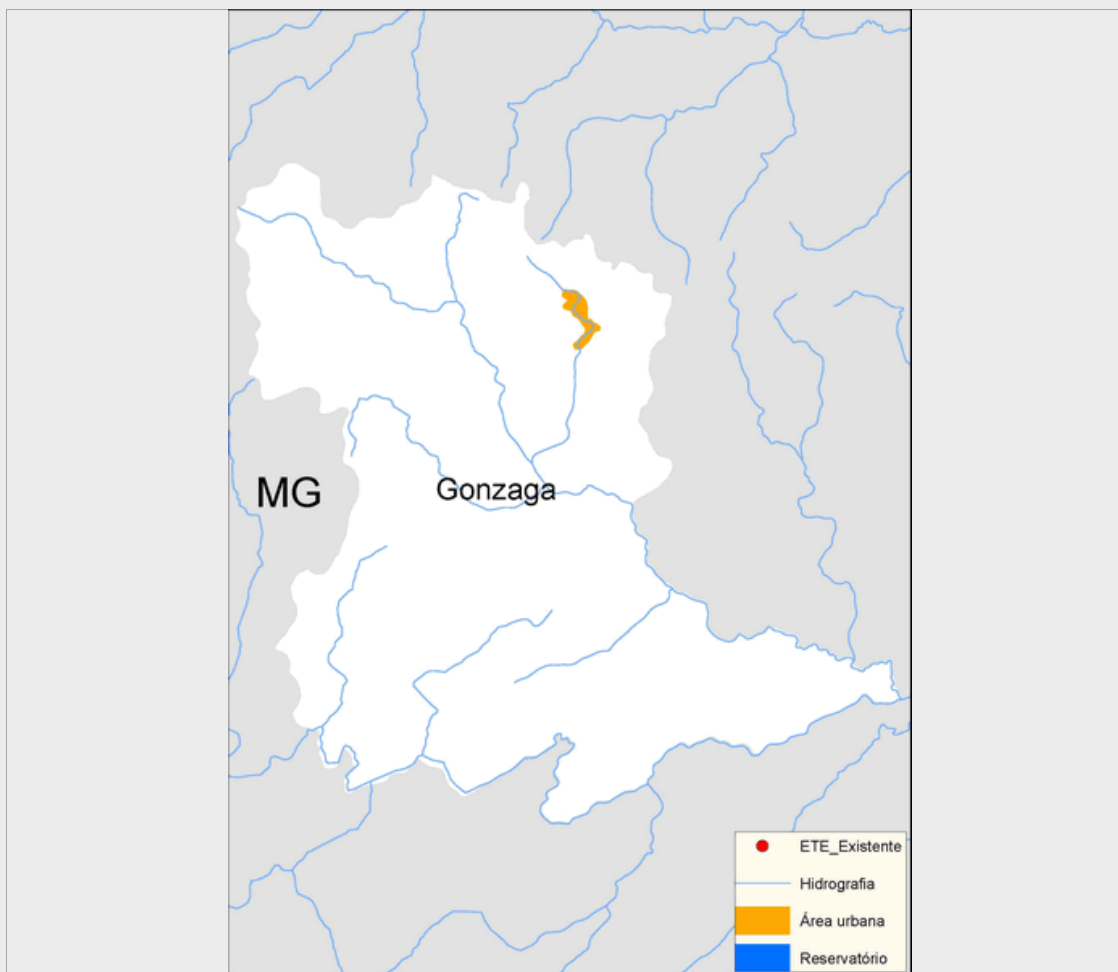 MG
Gonzaga
ETE_Existente
Hidrografia
Área urbana
Reservatório